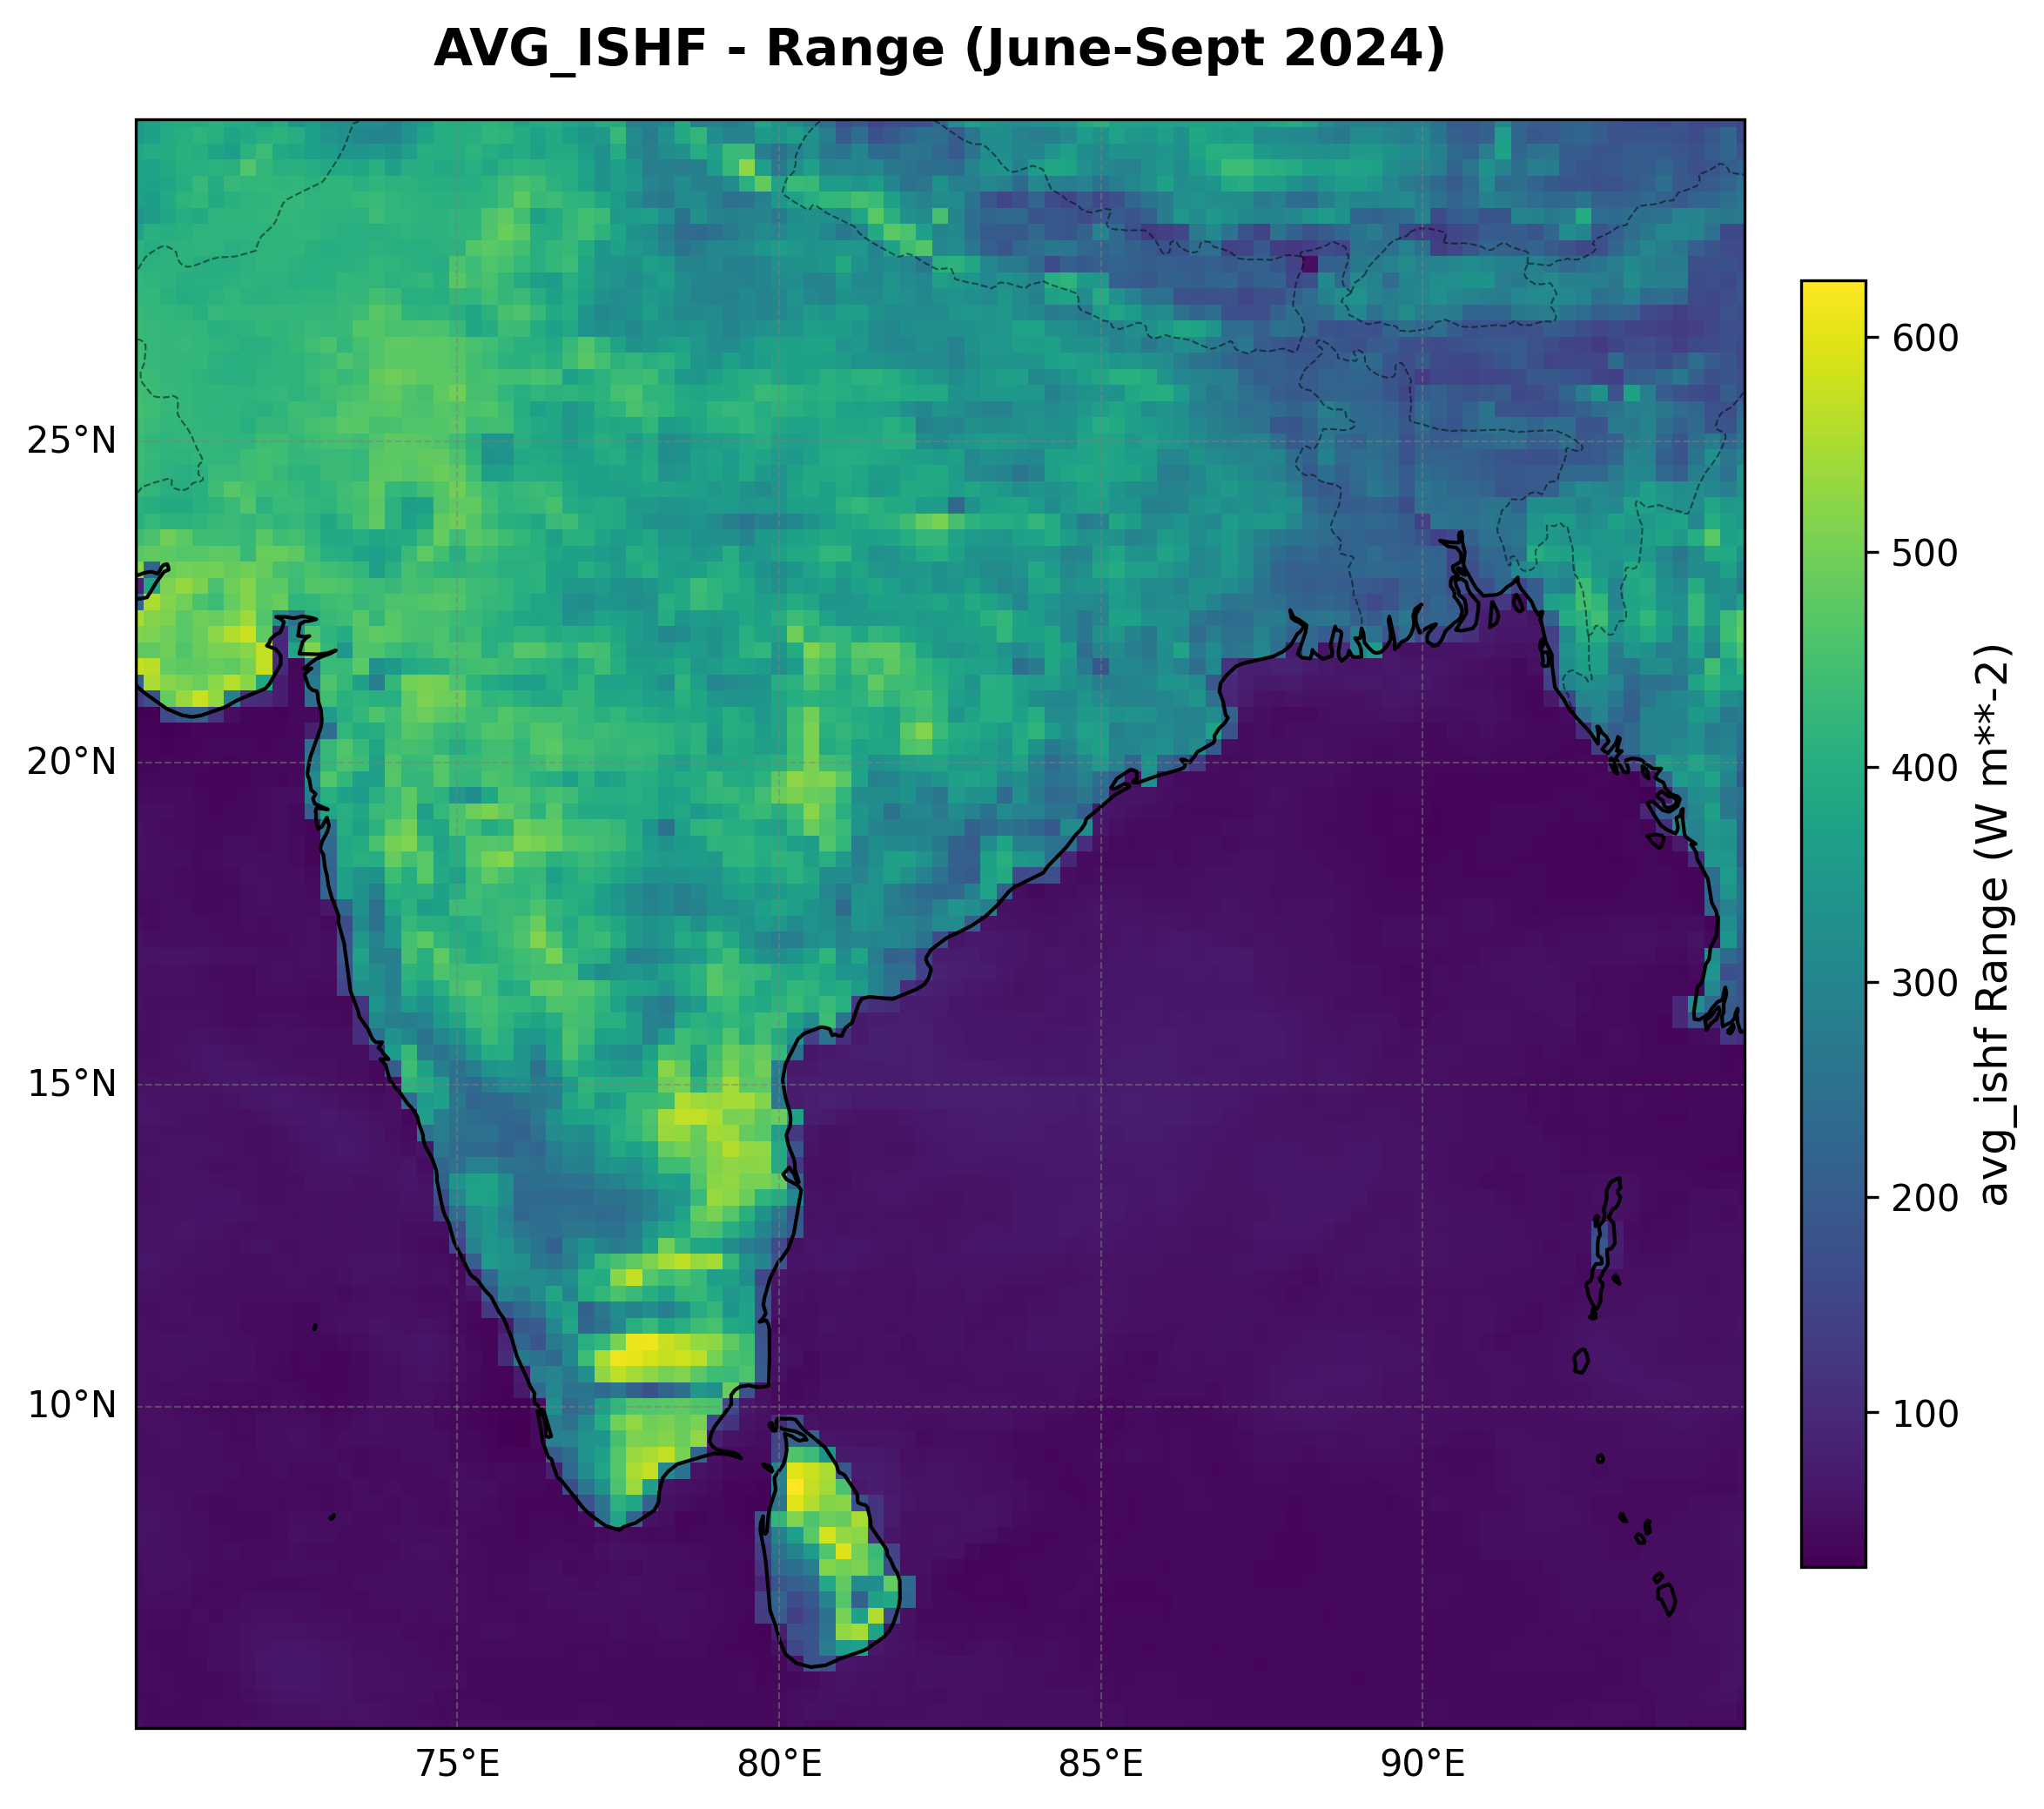 AVG_ISHF - Range (June-Sept 2024)
25°N
20°N
15°N
10°N
75°E
80°E
85°E
90°E
600
500
400
300
200
100
avg_ishf Range (W m**-2)